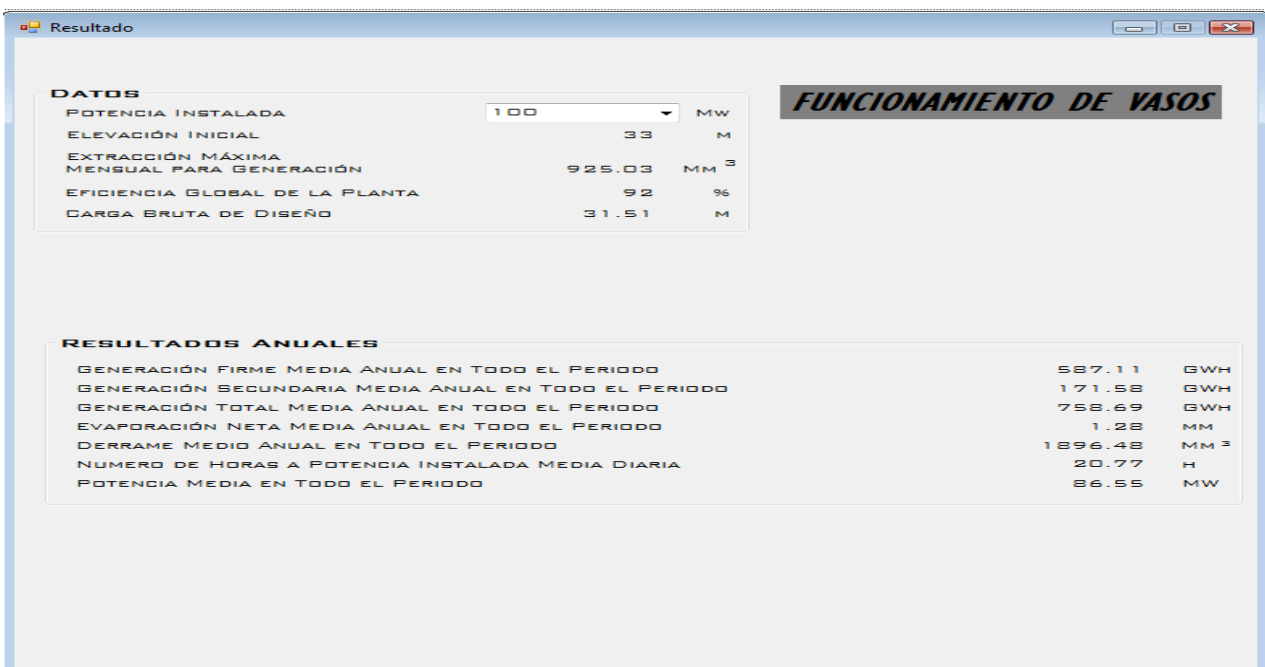 Resultado
DATOS
FUNCIONAMIENTO DE VASOS
POTENCIA INSTALADA 100 MW
ELEVACIÓN INICIAL 33 M
EXTRACCIÓN MÁXIMA
MENSUAL PARA GENERACIÓN 925.03 MM ³
EFICIENCIA GLOBAL DE LA PLANTA 92 %
CARGA BRUTA DE DISEÑO 31.51 M
RESULTADOS ANUALES
GENERACIÓN FIRME MEDIA ANUAL EN TODO EL PERIODO 587.11 GWH
GENERACIÓN SECUNDARIA MEDIA ANUAL EN TODO EL PERIODO 171.58 GWH
GENERACIÓN TOTAL MEDIA ANUAL EN TODO EL PERIODO 758.69 GWH
EVAPORACIÓN NETA MEDIA ANUAL EN TODO EL PERIODO 1.28 MM
DERRAME MEDIO ANUAL EN TODO EL PERIODO 1896.48 MM ³
NUMERO DE HORAS A POTENCIA INSTALADA MEDIA DIARIA 20.77 H
POTENCIA MEDIA EN TODO EL PERIODO 86.55 MW